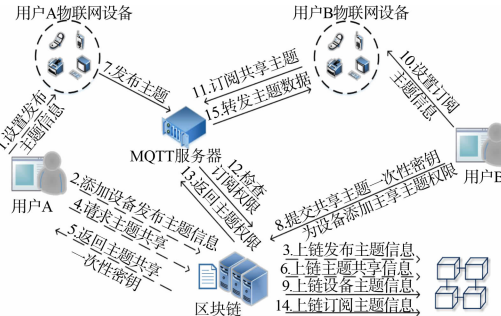 用户A物联网设备
用户B物联网设备
1.设置发布
主题信息
7.发布主题
11.订阅共享主题
15.转发主题数据
10.设置订阅
主题信息
MQTT服务器
12.检查
订阅权限
13.返回主题权限
用户A
用户B
2.添加设备发布主题信息
4.请求主题共享
5.返回主题共享
一次性密钥
8.提交共享主题一次性密钥
为设备添加主享主题权限
区块链
3.上链发布主题信息
6.上链主题共享信息
9.上链设备主题信息
14.上链订阅主题信息